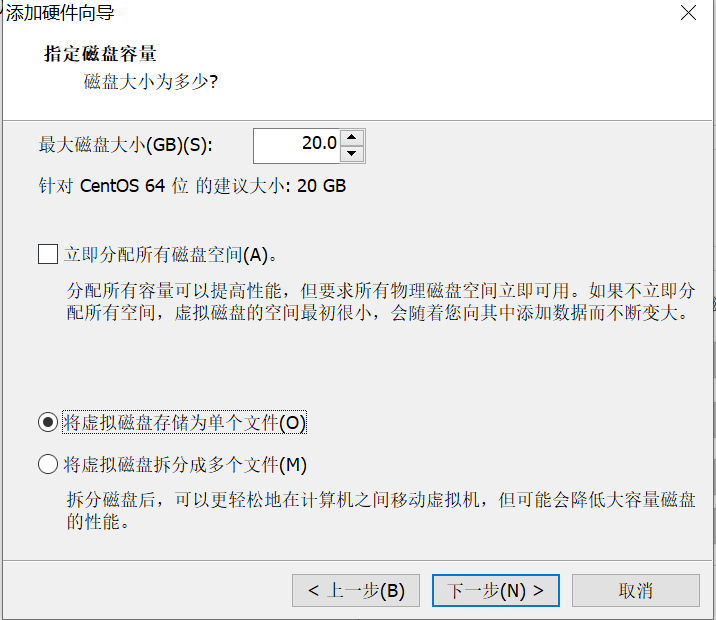 添加硬件向导
指定磁盘容量
磁盘大小为多少?
最大磁盘大小(GB)(S): 20.0
针对 CentOS 64 位 的建议大小: 20 GB
立即分配所有磁盘空间(A)。
分配所有容量可以提高性能，但要求所有物理磁盘空间立即可用。如果不立即分
配所有空间，虚拟磁盘的空间最初很小，会随着您向其中添加数据而不断变大。
将虚拟磁盘存储为单个文件(O)
将虚拟磁盘拆分成多个文件(M)
拆分磁盘后，可以更轻松地在计算机之间移动虚拟机，但可能会降低大容量磁盘
的性能。
< 上一步(B) 下一步(N) > 取消